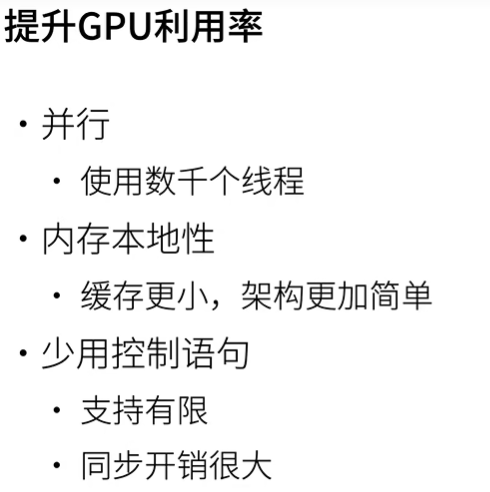 提升GPU利用率
• 并行
• 使用数千个线程
• 内存本地性
• 缓存更小，架构更加简单
• 少用控制语句
• 支持有限
• 同步开销很大